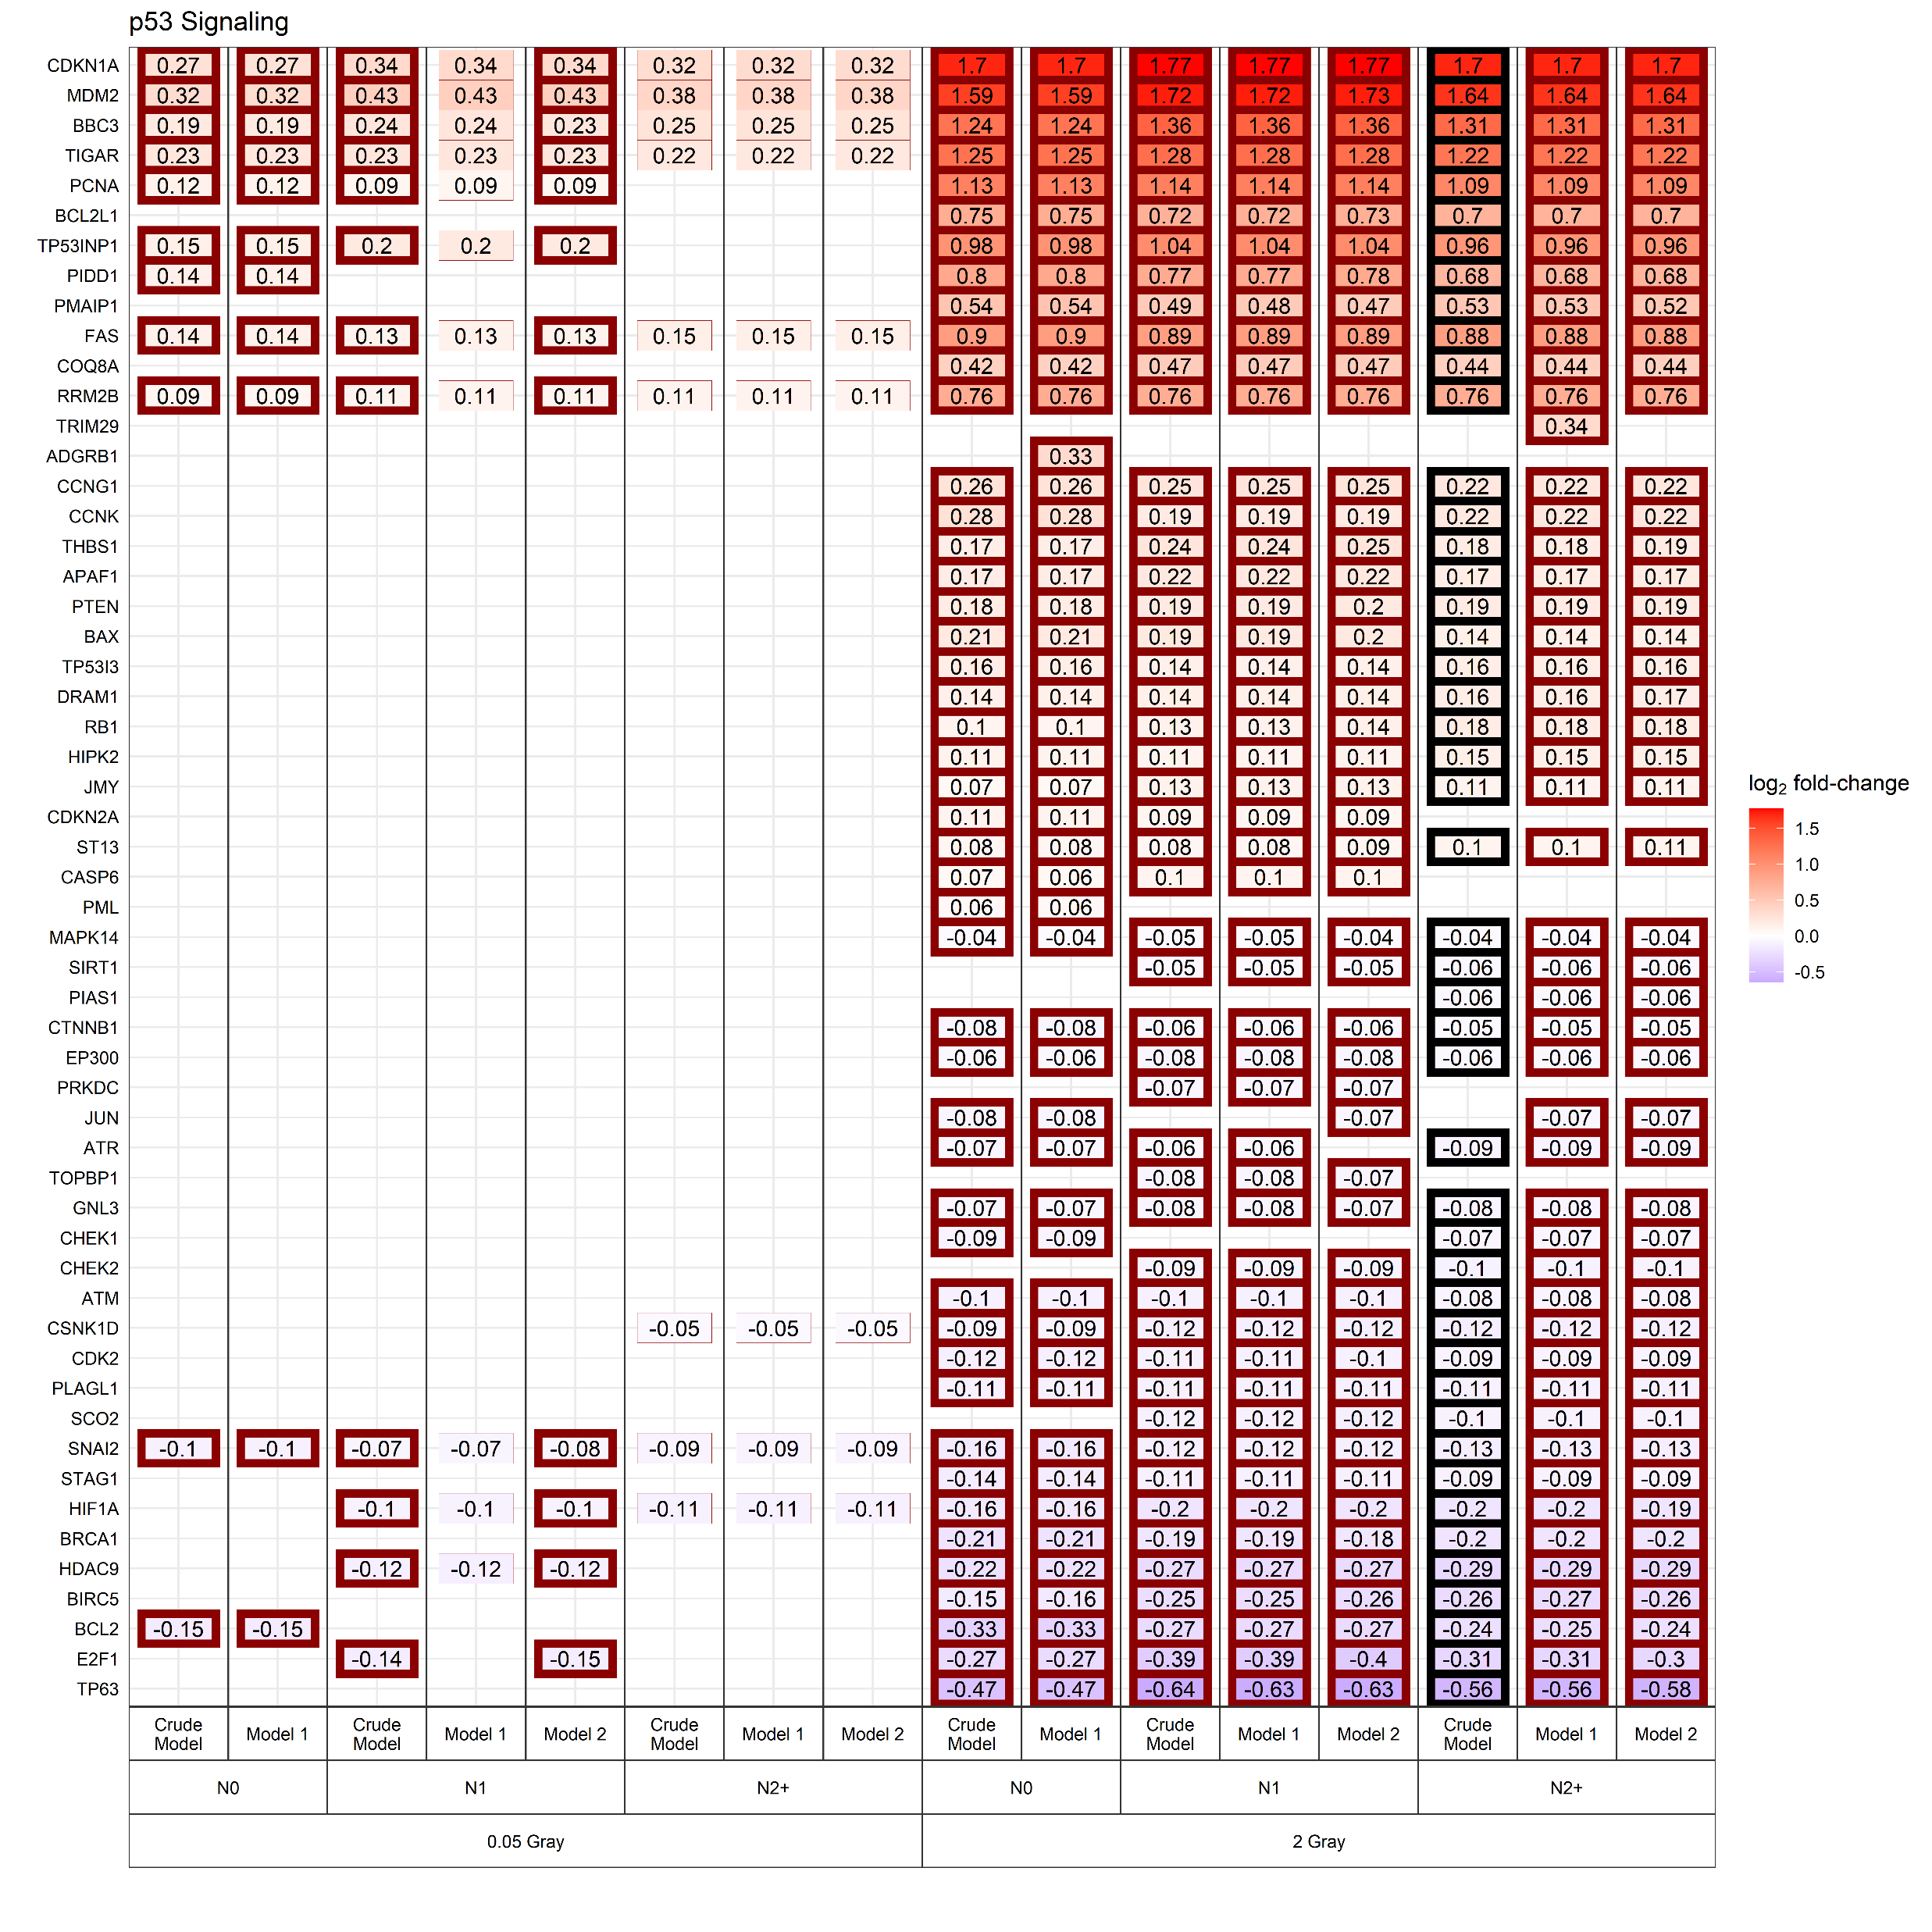 p53 Signaling
CDKN1A 0.27 0.27 0.34 0.34 0.34 0.32 0.32 0.32 1.7 1.7 1.77 1.77 1.77 1.7 1.7 1.7
MDM2 0.32 0.32 0.43 0.43 0.43 0.38 0.38 0.38 1.59 1.59 1.72 1.72 1.73 1.64 1.64 1.64
BBC3 0.19 0.19 0.24 0.24 0.23 0.25 0.25 0.25 1.24 1.24 1.36 1.36 1.36 1.31 1.31 1.31
TIGAR 0.23 0.23 0.23 0.23 0.23 0.22 0.22 0.22 1.25 1.25 1.28 1.28 1.28 1.22 1.22 1.22
PCNA 0.12 0.12 0.09 0.09 0.09 1.13 1.13 1.14 1.14 1.14 1.09 1.09 1.09
BCL2L1 0.75 0.75 0.72 0.72 0.73 0.7 0.7 0.7
TP53INP1 0.15 0.15 0.2 0.2 0.2 0.98 0.98 1.04 1.04 1.04 0.96 0.96 0.96
PIDD1 0.14 0.14 0.8 0.8 0.77 0.77 0.78 0.68 0.68 0.68
PMAIP1 0.54 0.54 0.49 0.48 0.47 0.53 0.53 0.52
FAS 0.14 0.14 0.13 0.13 0.13 0.15 0.15 0.15 0.9 0.9 0.89 0.89 0.89 0.88 0.88 0.88
COQ8A 0.42 0.42 0.47 0.47 0.47 0.44 0.44 0.44
RRM2B 0.09 0.09 0.11 0.11 0.11 0.11 0.11 0.11 0.76 0.76 0.76 0.76 0.76 0.76 0.76 0.76
TRIM29 0.34
ADGRB1 0.33
CCNG1 0.26 0.26 0.25 0.25 0.25 0.22 0.22 0.22
CCNK 0.28 0.28 0.19 0.19 0.19 0.22 0.22 0.22
THBS1 0.17 0.17 0.24 0.24 0.25 0.18 0.18 0.19
APAF1 0.17 0.17 0.22 0.22 0.22 0.17 0.17 0.17
PTEN 0.18 0.18 0.19 0.19 0.2 0.19 0.19 0.19
BAX 0.21 0.21 0.19 0.19 0.2 0.14 0.14 0.14
TP53I3 0.16 0.16 0.14 0.14 0.14 0.16 0.16 0.16
DRAM1 0.14 0.14 0.14 0.14 0.14 0.16 0.16 0.17
RB1 0.1 0.1 0.13 0.13 0.14 0.18 0.18 0.18
HIPK2 0.11 0.11 0.11 0.11 0.11 0.15 0.15 0.15
JMY 0.07 0.07 0.13 0.13 0.13 0.11 0.11 0.11
CDKN2A 0.11 0.11 0.09 0.09 0.09
ST13 0.08 0.08 0.08 0.08 0.09 0.1 0.1 0.11
CASP6 0.07 0.06 0.1 0.1 0.1
PML 0.06 0.06
MAPK14 -0.04 -0.04 -0.05 -0.05 -0.04 -0.04 -0.04 -0.04
SIRT1 -0.05 -0.05 -0.05 -0.06 -0.06 -0.06
PIAS1 -0.06 -0.06 -0.06
CTNNB1 -0.08 -0.08 -0.06 -0.06 -0.06 -0.05 -0.05 -0.05
EP300 -0.06 -0.06 -0.08 -0.08 -0.08 -0.06 -0.06 -0.06
PRKDC -0.07 -0.07 -0.07
JUN -0.08 -0.08 -0.07 -0.07 -0.07
ATR -0.07 -0.07 -0.06 -0.06 -0.09 -0.09 -0.09
TOPBP1 -0.08 -0.08 -0.07
GNL3 -0.07 -0.07 -0.08 -0.08 -0.07 -0.08 -0.08 -0.08
CHEK1 -0.09 -0.09 -0.07 -0.07 -0.07
CHEK2 -0.09 -0.09 -0.09 -0.1 -0.1 -0.1
ATM -0.1 -0.1 -0.1 -0.1 -0.1 -0.08 -0.08 -0.08
CSNK1D -0.05 -0.05 -0.05 -0.09 -0.09 -0.12 -0.12 -0.12 -0.12 -0.12 -0.12
CDK2 -0.12 -0.12 -0.11 -0.11 -0.1 -0.09 -0.09 -0.09
PLAGL1 -0.11 -0.11 -0.11 -0.11 -0.11 -0.11 -0.11 -0.11
SCO2 -0.12 -0.12 -0.12 -0.1 -0.1 -0.1
SNAI2 -0.1 -0.1 -0.07 -0.07 -0.08 -0.09 -0.09 -0.09 -0.16 -0.16 -0.12 -0.12 -0.12 -0.13 -0.13 -0.13
STAG1 -0.14 -0.14 -0.11 -0.11 -0.11 -0.09 -0.09 -0.09
HIF1A -0.1 -0.1 -0.1 -0.11 -0.11 -0.11 -0.16 -0.16 -0.2 -0.2 -0.2 -0.2 -0.2 -0.19
BRCA1 -0.21 -0.21 -0.19 -0.19 -0.18 -0.2 -0.2 -0.2
HDAC9 -0.12 -0.12 -0.12 -0.22 -0.22 -0.27 -0.27 -0.27 -0.29 -0.29 -0.29
BIRC5 -0.15 -0.16 -0.25 -0.25 -0.26 -0.26 -0.27 -0.26
BCL2 -0.15 -0.15 -0.33 -0.33 -0.27 -0.27 -0.27 -0.24 -0.25 -0.24
E2F1 -0.14 -0.15 -0.27 -0.27 -0.39 -0.39 -0.4 -0.31 -0.31 -0.3
TP63 -0.47 -0.47 -0.64 -0.63 -0.63 -0.56 -0.56 -0.58
Crude Model Model 1 Crude Model Model 1 Model 2 Crude Model Model 1 Model 2 Crude Model Model 1 Crude Model Model 1 Model 2 Crude Model Model 1 Model 2
N0 N1 N2+ N0 N1 N2+
0.05 Gray 2 Gray
log2 fold-change
1.5
1.0
0.5
0.0
-0.5